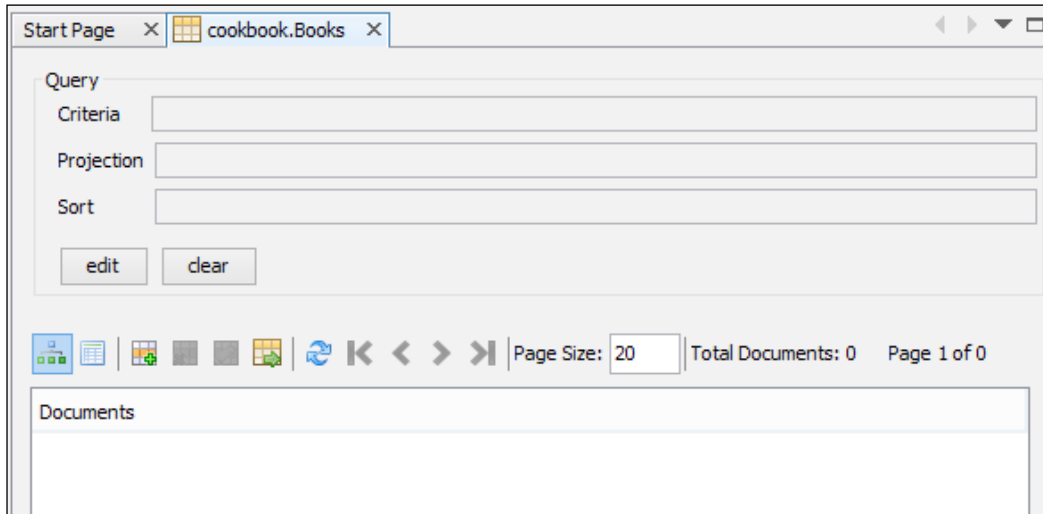 Start Page cookbook.Books
Query
Criteria
Projection
Sort
edit clear
Page Size: 20 Total Documents: 0 Page 1 of 0
Documents